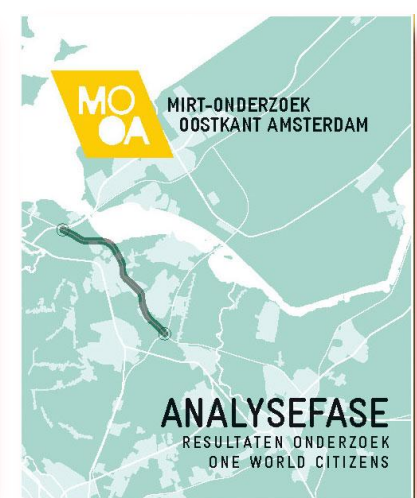 MO
OA
MIRT-ONDERZOEK
OOSTKANT AMSTERDAM
ANALYSEFASE
RESULTATEN ONDERZOEK
ONE WORLD CITIZENS